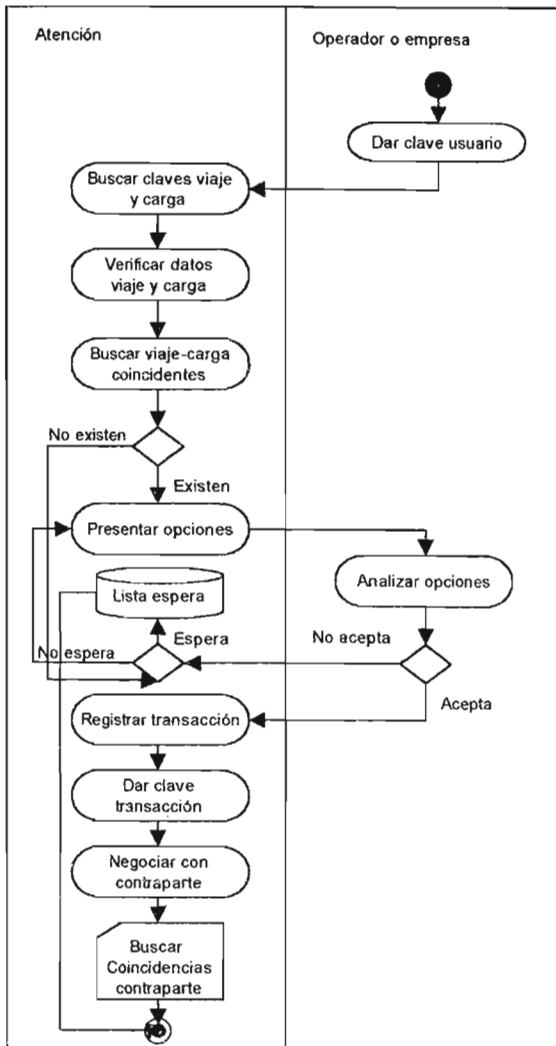 Atención
Operador o empresa
Dar clave usuario
Buscar claves viaje
y carga
Verificar datos
viaje y carga
Buscar viaje-carga
coincidentes
No existen
Existen
Presentar opciones
Analizar opciones
Lista espera
Espera
No espera
No acepta
Acepta
Registrar transacción
Dar clave
transacción
Negociar con
contraparte
Buscar
Coincidencias
contraparte